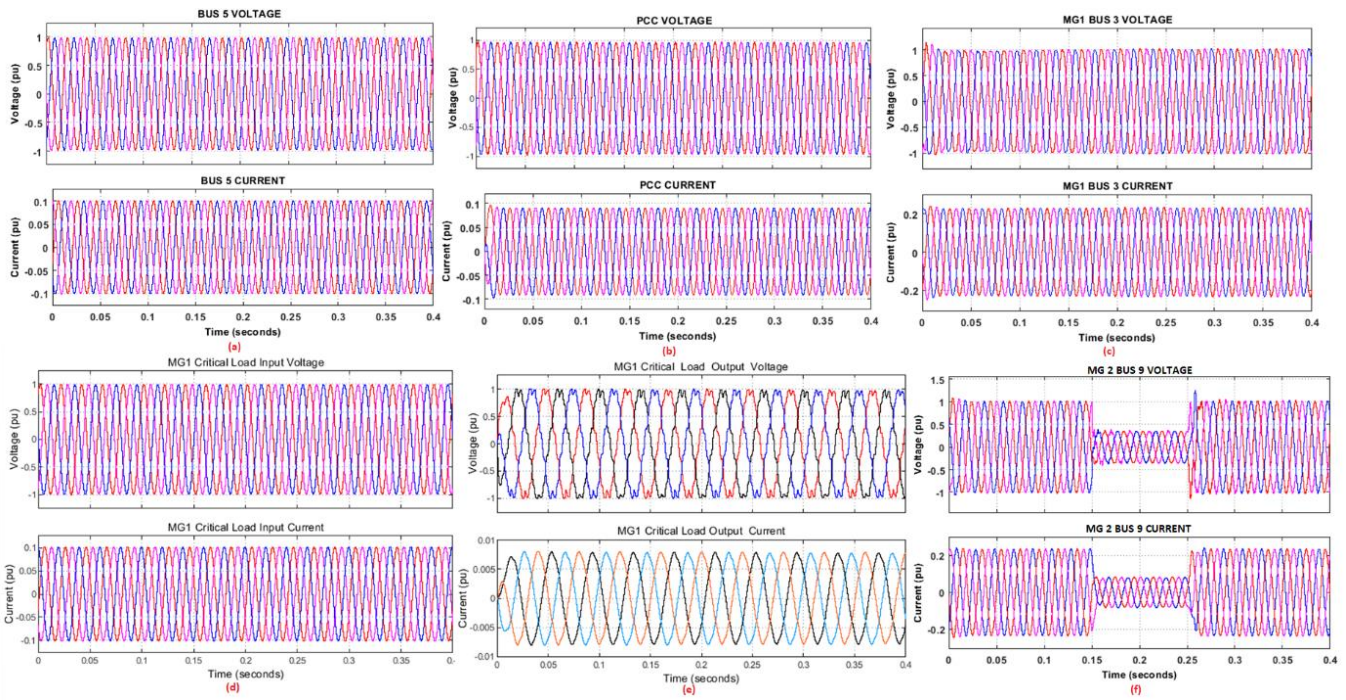 BUS 5 VOLTAGE
Voltage (pu)
1
0.5
0
-0.5
-1
BUS 5 CURRENT
Current (pu)
0.1
0.05
0
-0.05
-0.1
0 0.05 0.1 0.15 0.2 0.25 0.3 0.35 0.4
Time (seconds)
(a)
PCC VOLTAGE
Voltage (pu)
1
0.5
0
-0.5
-1
PCC CURRENT
Current (pu)
0.1
0.05
0
-0.05
-0.1
0 0.05 0.1 0.15 0.2 0.25 0.3 0.35 0.4
Time (seconds)
(b)
MG1 BUS 3 VOLTAGE
Voltage (pu)
1
0.5
0
-0.5
-1
MG1 BUS 3 CURRENT
Current (pu)
0.2
0
-0.2
0 0.05 0.1 0.15 0.2 0.25 0.3 0.35 0.4
Time (seconds)
(c)
MG1 Critical Load Input Voltage
Voltage (pu)
1
0.5
0
-0.5
-1
MG1 Critical Load Input Current
Current (pu)
0.1
0.05
0
-0.05
-0.1
0 0.05 0.1 0.15 0.2 0.25 0.3 0.35 0.
Time (seconds)
(d)
MG1 Critical Load Output Voltage
Voltage (pu)
1
0.5
0
-0.5
-1
MG1 Critical Load Output Current
Current (pu)
0.01
0.005
0
-0.005
-0.01
0 0.05 0.1 0.15 0.2 0.25 0.3 0.35 0.4
Time (seconds)
(e)
MG 2 BUS 9 VOLTAGE
Voltage (pu)
1.5
1
0.5
0
-0.5
-1
MG 2 BUS 9 CURRENT
Current (pu)
0.2
0
-0.2
0 0.05 0.1 0.15 0.2 0.25 0.3 0.35 0.4
Time (seconds)
(f)